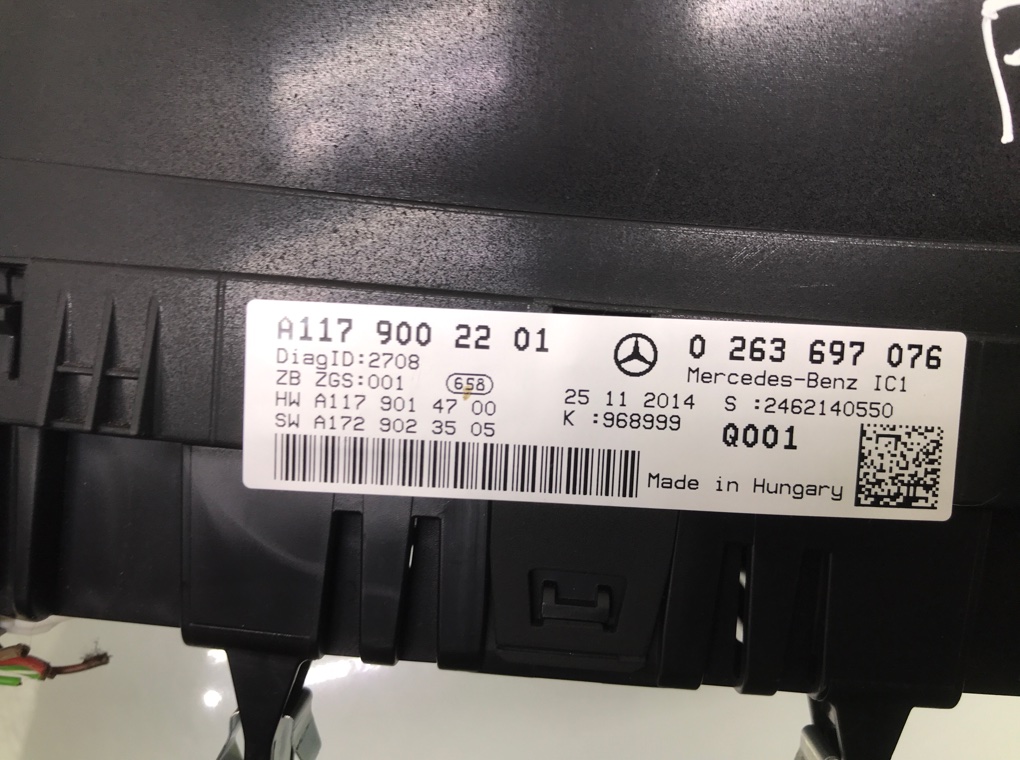 A117 900 22 01
DiagID:2708
ZB ZGS:001 658
HW A117 901 47 00
SW A172 902 35 05
0 263 697 076
Mercedes-Benz IC1
25 11 2014 S :2462140550
K :968999
Q001
Made in Hungary